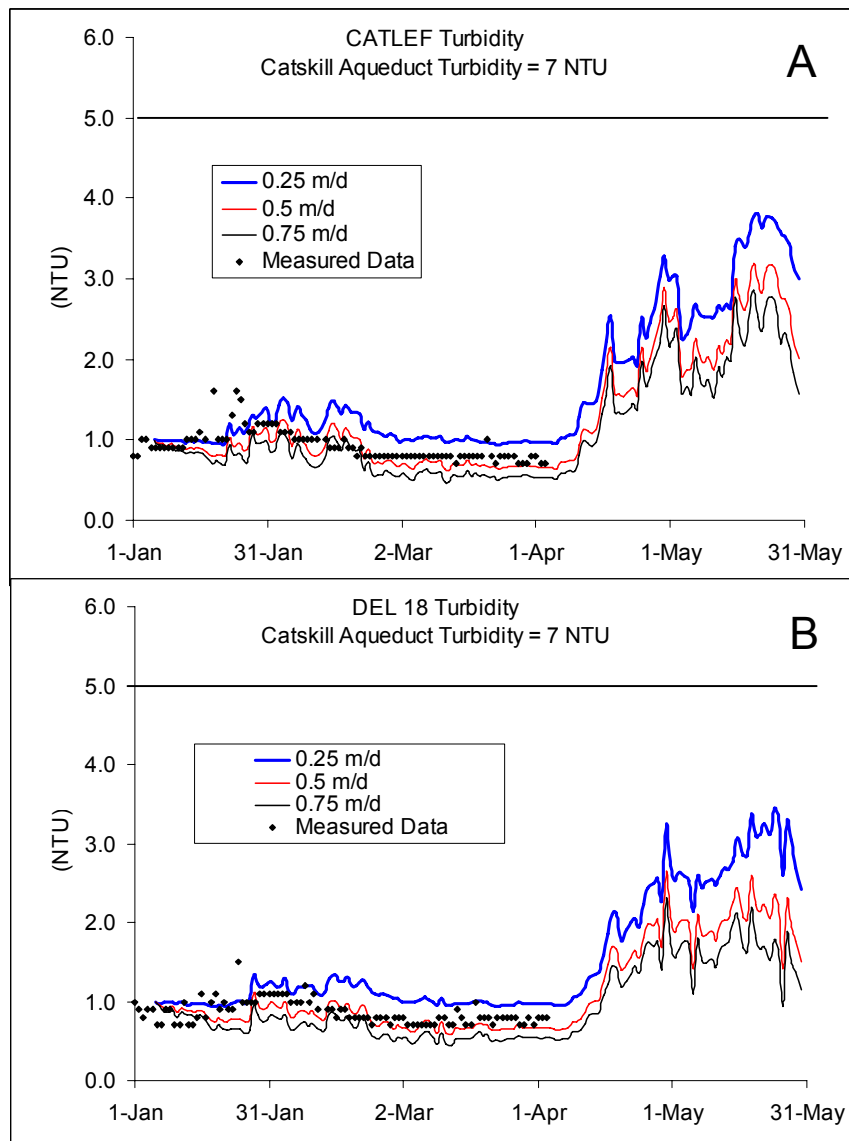 CATLEF Turbidity
Catskill Aqueduct Turbidity = 7 NTU
A
6.0
5.0
4.0
3.0
2.0
1.0
0.0
(NTU)
0.25 m/d
0.5 m/d
0.75 m/d
Measured Data
1-Jan 31-Jan 2-Mar 1-Apr 1-May 31-May
DEL 18 Turbidity
Catskill Aqueduct Turbidity = 7 NTU
B
6.0
5.0
4.0
3.0
2.0
1.0
0.0
(NTU)
0.25 m/d
0.5 m/d
0.75 m/d
Measured Data
1-Jan 31-Jan 2-Mar 1-Apr 1-May 31-May